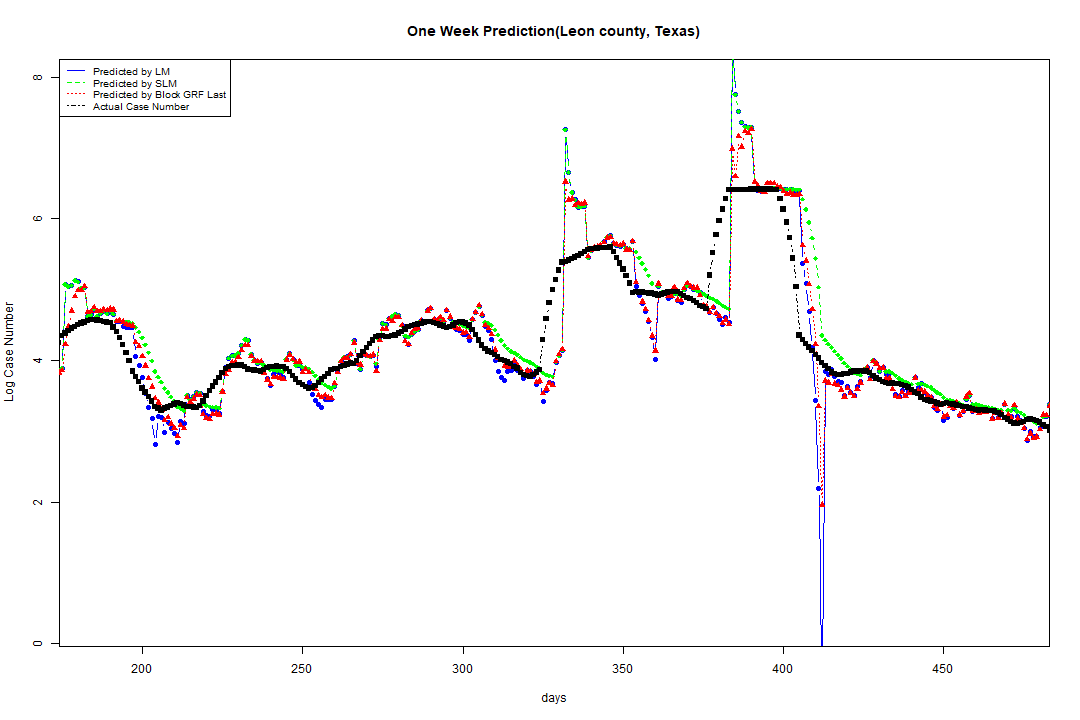 One Week Prediction(Leon county, Texas)
Predicted by LM
Predicted by SLM
Predicted by Block GRF Last
Actual Case Number
8
6
4
2
0
Log Case Number
200 250 300 350 400 450
days